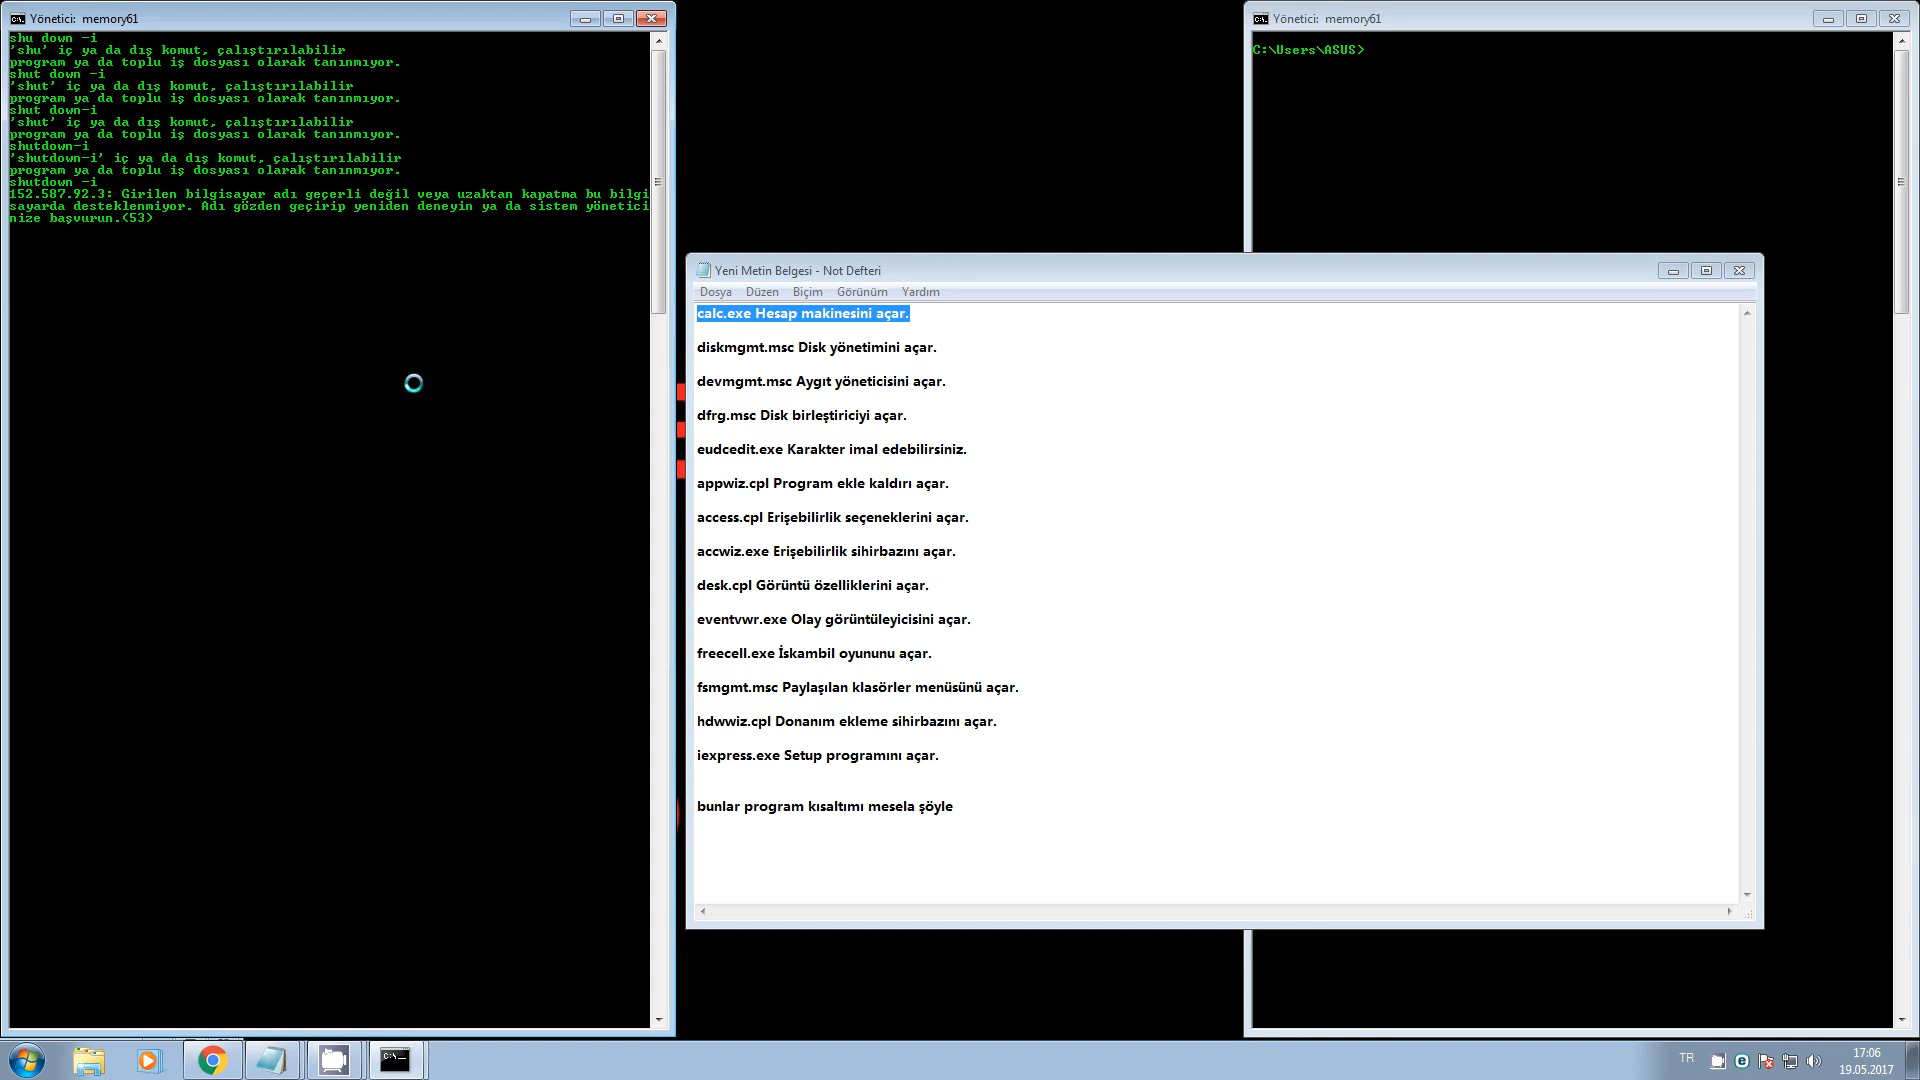 Yönetici: memory61
shu down -i
'shu' iç ya da dış komut, çalıştırılabilir
program ya da toplu iş dosyası olarak tanınmıyor.
shut down -i
'shut' iç ya da dış komut, çalıştırılabilir
program ya da toplu iş dosyası olarak tanınmıyor.
shut down-i
'shut' iç ya da dış komut, çalıştırılabilir
program ya da toplu iş dosyası olarak tanınmıyor.
shutdown-i
'shutdown-i' iç ya da dış komut, çalıştırılabilir
program ya da toplu iş dosyası olarak tanınmıyor.
shutdown -i
152.587.92.3: Girilen bilgisayar adı geçerli değil veya uzaktan kapatma bu bilgi
sayarda desteklenmiyor. Adı gözden geçirip yeniden deneyin ya da sistem yönetici
nize başvurun.(53)
Yönetici: memory61
C:\Users\ASUS>
Yeni Metin Belgesi - Not Defteri
Dosya Düzen Biçim Görünüm Yardım
calc.exe Hesap makinesini açar.
diskmgmt.msc Disk yönetimini açar.
devmgmt.msc Aygıt yöneticisini açar.
dfrg.msc Disk birleştiriciyi açar.
eudcedit.exe Karakter imal edebilirsiniz.
appwiz.cpl Program ekle kaldırı açar.
access.cpl Erişebilirlik seçeneklerini açar.
accwiz.exe Erişebilirlik sihirbazını açar.
desk.cpl Görüntü özelliklerini açar.
eventvwr.exe Olay görüntüleyicisini açar.
freecell.exe İskambil oyununu açar.
fsmgmt.msc Paylaşılan klasörler menüsünü açar.
hdwwiz.cpl Donanım ekleme sihirbazını açar.
iexpress.exe Setup programını açar.
bunlar program kısaltımı mesela şöyle
TR
17:06
19.05.2017